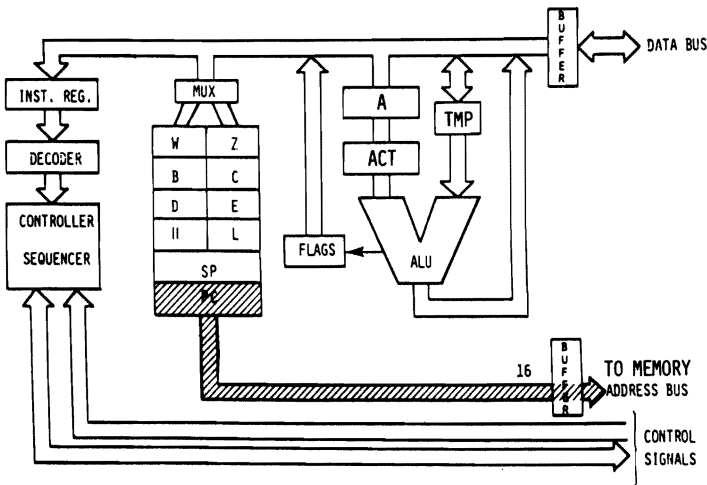 BUFFER
DATA BUS
INST. REG.
MUX
A
TMP
W Z
DECODER
ACT
B C
D E
CONTROLLER
SEQUENCER
H L
FLAGS
ALU
SP
PC
16
BUFFER
TO MEMORY
ADDRESS BUS
CONTROL
SIGNALS